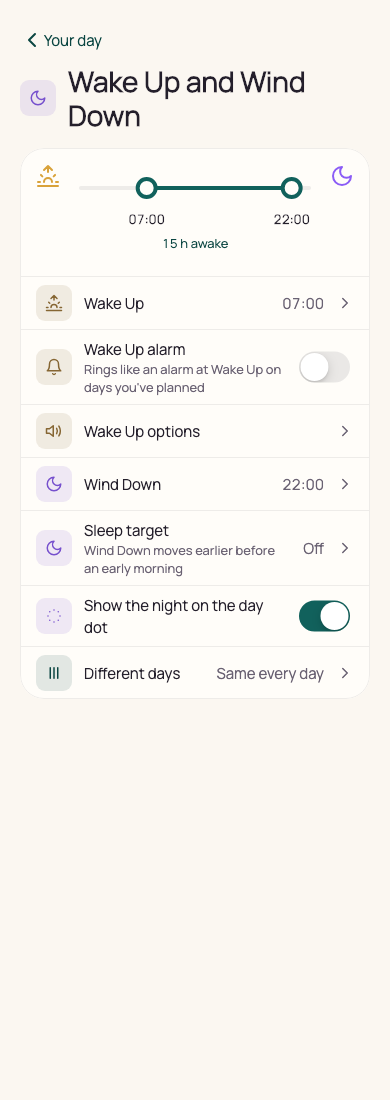 Your day
Wake Up and Wind
Down
07:00
22:00
15 h awake
Wake Up
07:00
Wake Up alarm
Rings like an alarm at Wake Up on
days you've planned
Wake Up options
Wind Down
22:00
Sleep target
Wind Down moves earlier before
an early morning
Off
Show the night on the day
dot
Different days
Same every day